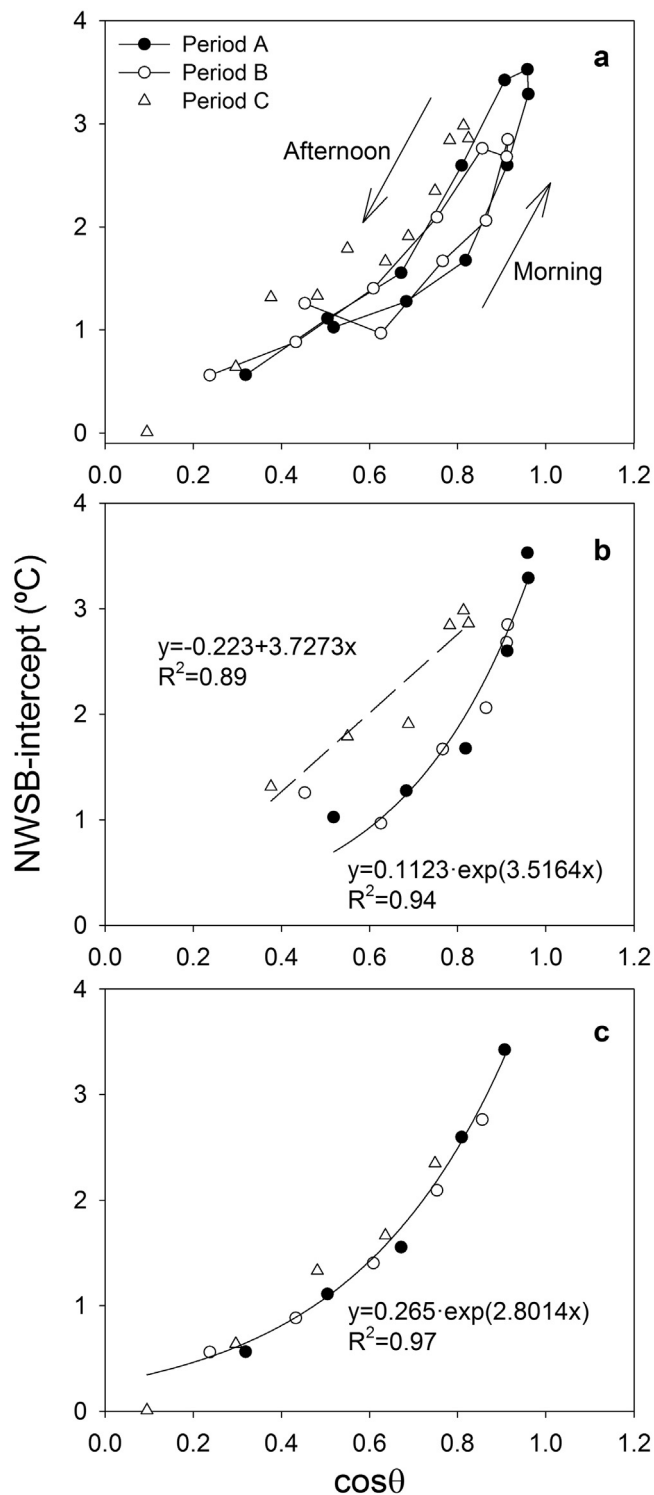 4
3
2
1
0
Period A
Period B
Period C
a
Afternoon
Morning
0.0 0.2 0.4 0.6 0.8 1.0 1.2
NWSB-intercept (ºC)
4
3
2
1
0
b
y=-0.223+3.7273x
R²=0.89
y=0.1123·exp(3.5164x)
R²=0.94
0.0 0.2 0.4 0.6 0.8 1.0 1.2
4
3
2
1
0
c
y=0.265·exp(2.8014x)
R²=0.97
0.0 0.2 0.4 0.6 0.8 1.0 1.2
cosθ